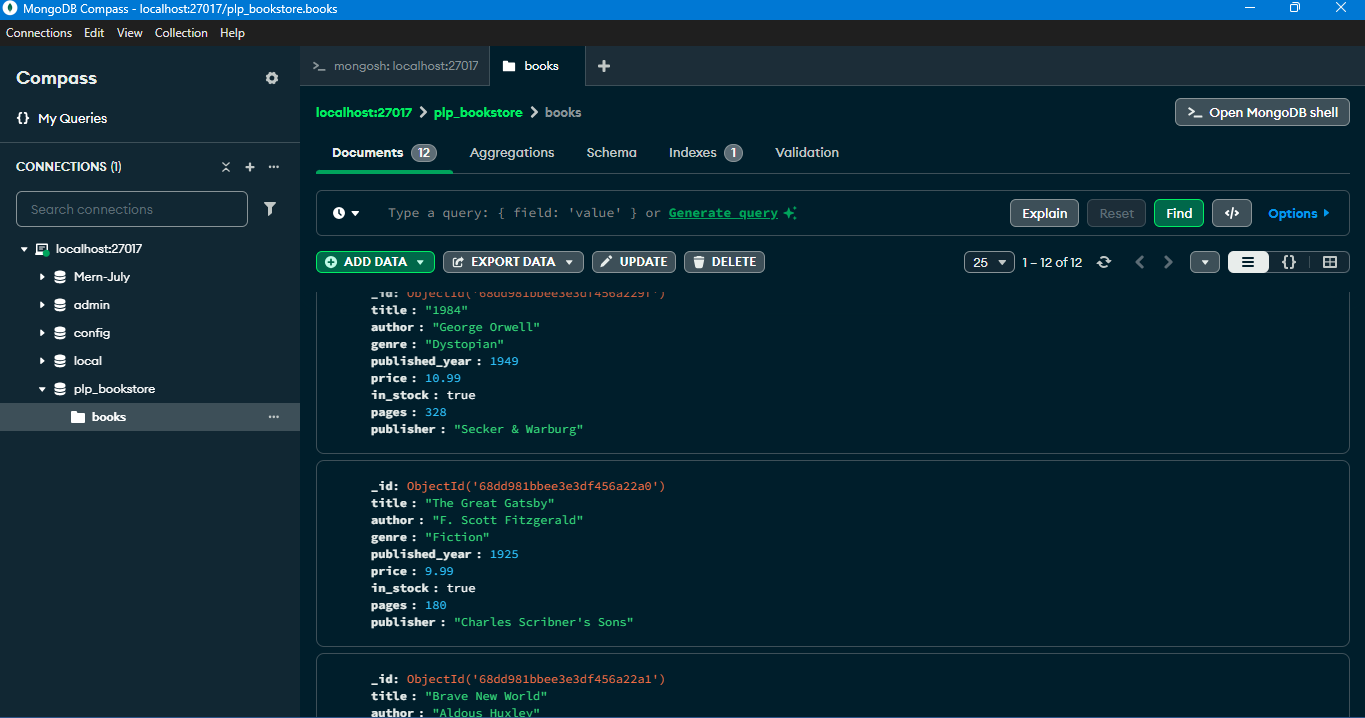 MongoDB Compass - localhost:27017/plp_bookstore.books
Connections Edit View Collection Help
Compass
{} My Queries
CONNECTIONS (1)
Search connections
localhost:27017
Mern-July
admin
config
local
plp_bookstore
books
>_ mongosh: localhost:27017
books
localhost:27017 > plp_bookstore > books
>_ Open MongoDB shell
Documents 12 Aggregations Schema Indexes 1 Validation
Type a query: { field: 'value' } or Generate query
Explain Reset Find </> Options
ADD DATA EXPORT DATA UPDATE DELETE
25 1 – 12 of 12 {}
_id: ObjectId('68dd981bbee3e3df456a229f')
title : "1984"
author : "George Orwell"
genre : "Dystopian"
published_year : 1949
price : 10.99
in_stock : true
pages : 328
publisher : "Secker & Warburg"
_id: ObjectId('68dd981bbee3e3df456a22a0')
title : "The Great Gatsby"
author : "F. Scott Fitzgerald"
genre : "Fiction"
published_year : 1925
price : 9.99
in_stock : true
pages : 180
publisher : "Charles Scribner's Sons"
_id: ObjectId('68dd981bbee3e3df456a22a1')
title : "Brave New World"
author : "Aldous Huxley"